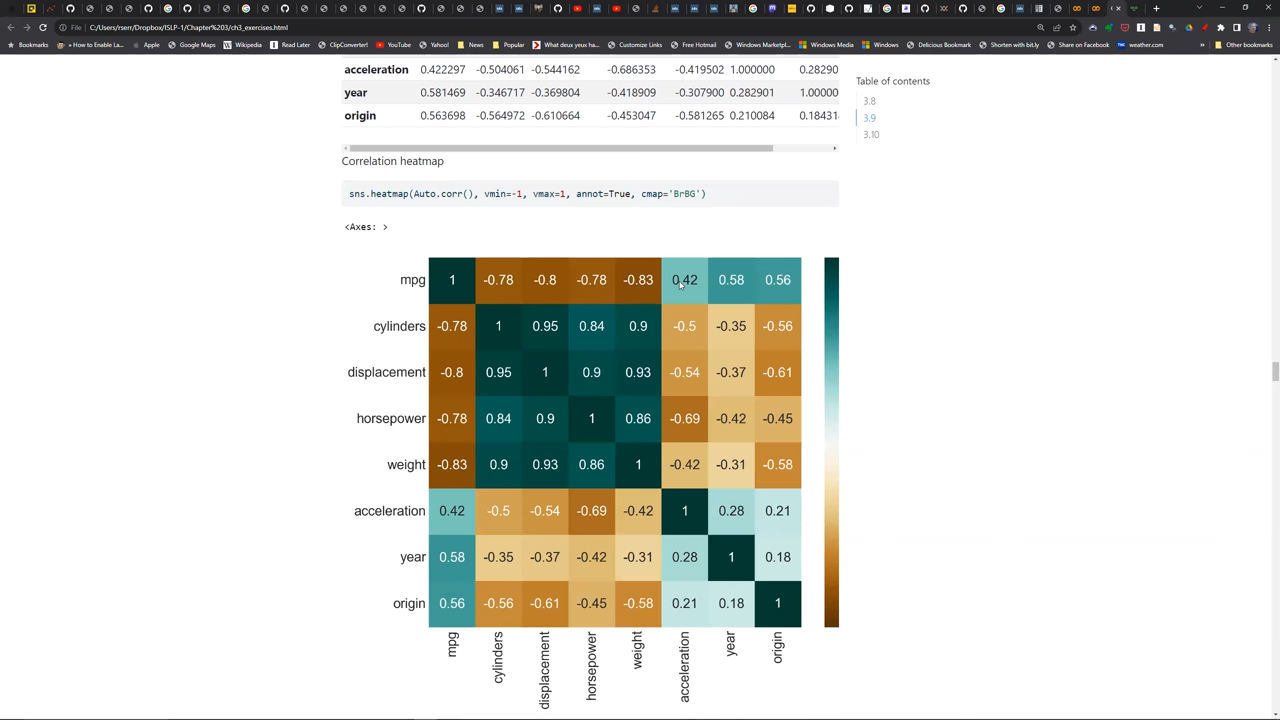 C:/Users/rserr/Dropbox/ISLP-1/Chapter%203/ch3_exercises.html
File
Bookmarks
» How to Enable La...
Apple
Google Maps
Wikipedia
Read Later
ClipConverter!
YouTube
Yahoo!
News
Popular
What deux yeux ha...
Customize Links
Free Hotmail
Windows Marketpl...
Windows Media
Windows
Delicious Bookmark
Shorten with bit.ly
Share on Facebook
weather.com
Other bookmarks
acceleration 0.422297 -0.504061 -0.544162 -0.686353 -0.419502 1.000000 0.28290
year 0.581469 -0.346717 -0.369804 -0.418909 -0.307900 0.282901 1.0000
origin 0.563698 -0.564972 -0.610664 -0.453047 -0.581265 0.210084 0.1843
Table of contents
3.8
3.9
3.10
Correlation heatmap
sns.heatmap(Auto.corr(), vmin=-1, vmax=1, annot=True, cmap='BrBG')
<Axes: >
mpg 1 -0.78 -0.8 -0.78 -0.83 0.42 0.58 0.56
cylinders -0.78 1 0.95 0.84 0.9 -0.5 -0.35 -0.56
displacement -0.8 0.95 1 0.9 0.93 -0.54 -0.37 -0.61
horsepower -0.78 0.84 0.9 1 0.86 -0.69 -0.42 -0.45
weight -0.83 0.9 0.93 0.86 1 -0.42 -0.31 -0.58
acceleration 0.42 -0.5 -0.54 -0.69 -0.42 1 0.28 0.21
year 0.58 -0.35 -0.37 -0.42 -0.31 0.28 1 0.18
origin 0.56 -0.56 -0.61 -0.45 -0.58 0.21 0.18 1
mpg
cylinders
displacement
horsepower
weight
acceleration
year
origin